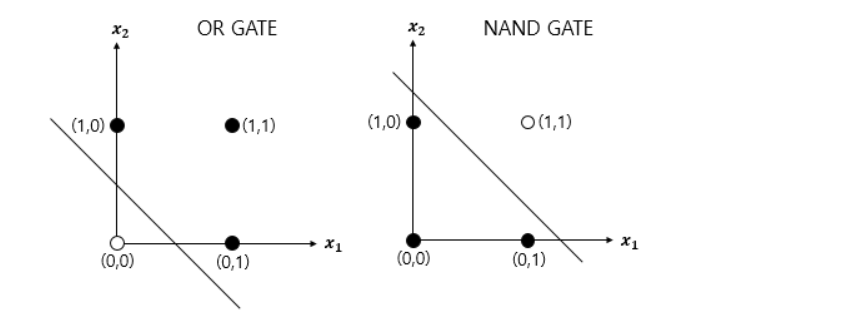 x₂ OR GATE
(1,0) (1,1)
x₁
(0,0) (0,1)
x₂ NAND GATE
(1,0) (1,1)
x₁
(0,0) (0,1)